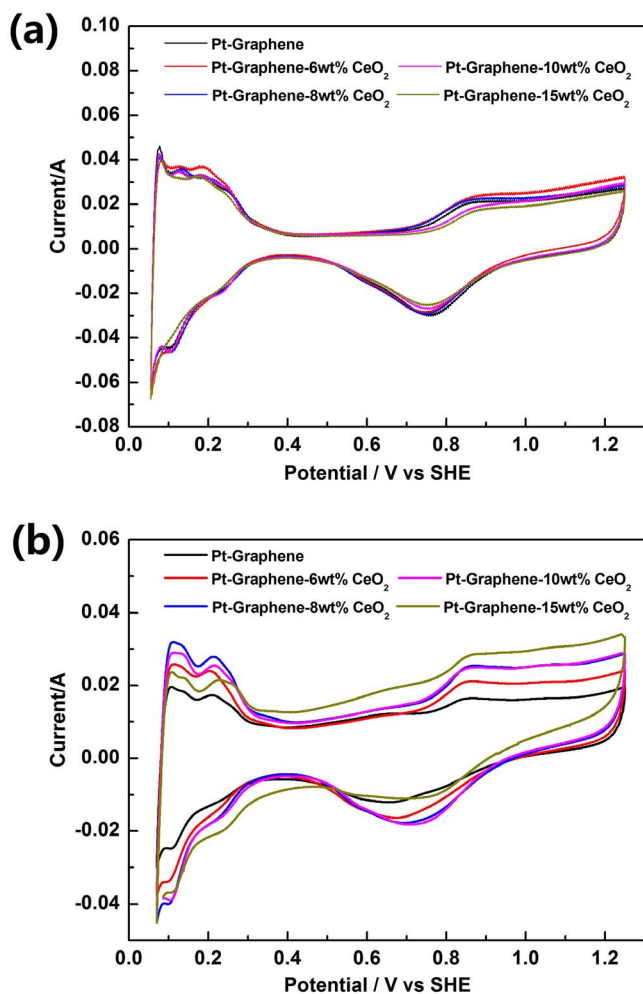 (a)
Pt-Graphene
Pt-Graphene-6wt% CeO₂ Pt-Graphene-10wt% CeO₂
Pt-Graphene-8wt% CeO₂ Pt-Graphene-15wt% CeO₂
Current/A
0.10
0.08
0.06
0.04
0.02
0.00
-0.02
-0.04
-0.06
-0.08
0.0 0.2 0.4 0.6 0.8 1.0 1.2
Potential / V vs SHE
(b)
Pt-Graphene
Pt-Graphene-6wt% CeO₂ Pt-Graphene-10wt% CeO₂
Pt-Graphene-8wt% CeO₂ Pt-Graphene-15wt% CeO₂
Current/A
0.06
0.04
0.02
0.00
-0.02
-0.04
0.0 0.2 0.4 0.6 0.8 1.0 1.2
Potential / V vs SHE